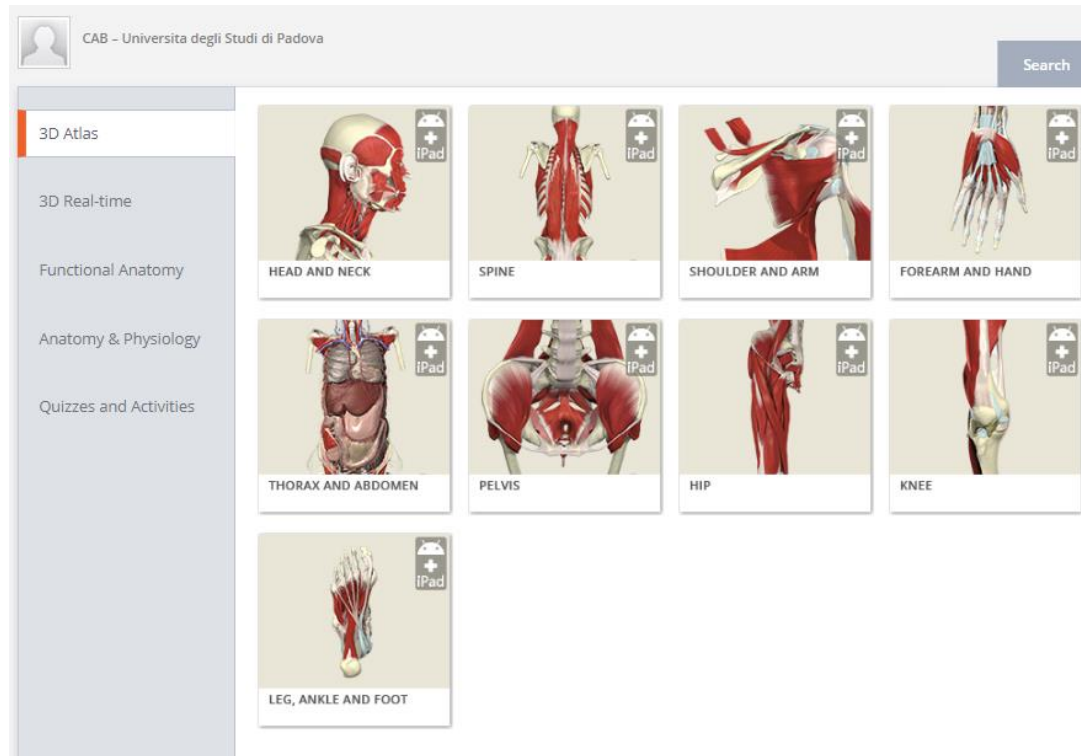 CAB – Universita degli Studi di Padova
Search
3D Atlas
3D Real-time
Functional Anatomy
Anatomy & Physiology
Quizzes and Activities
+
iPad
+
iPad
+
iPad
+
iPad
HEAD AND NECK
SPINE
SHOULDER AND ARM
FOREARM AND HAND
+
iPad
+
iPad
+
iPad
+
iPad
THORAX AND ABDOMEN
PELVIS
HIP
KNEE
+
iPad
LEG, ANKLE AND FOOT